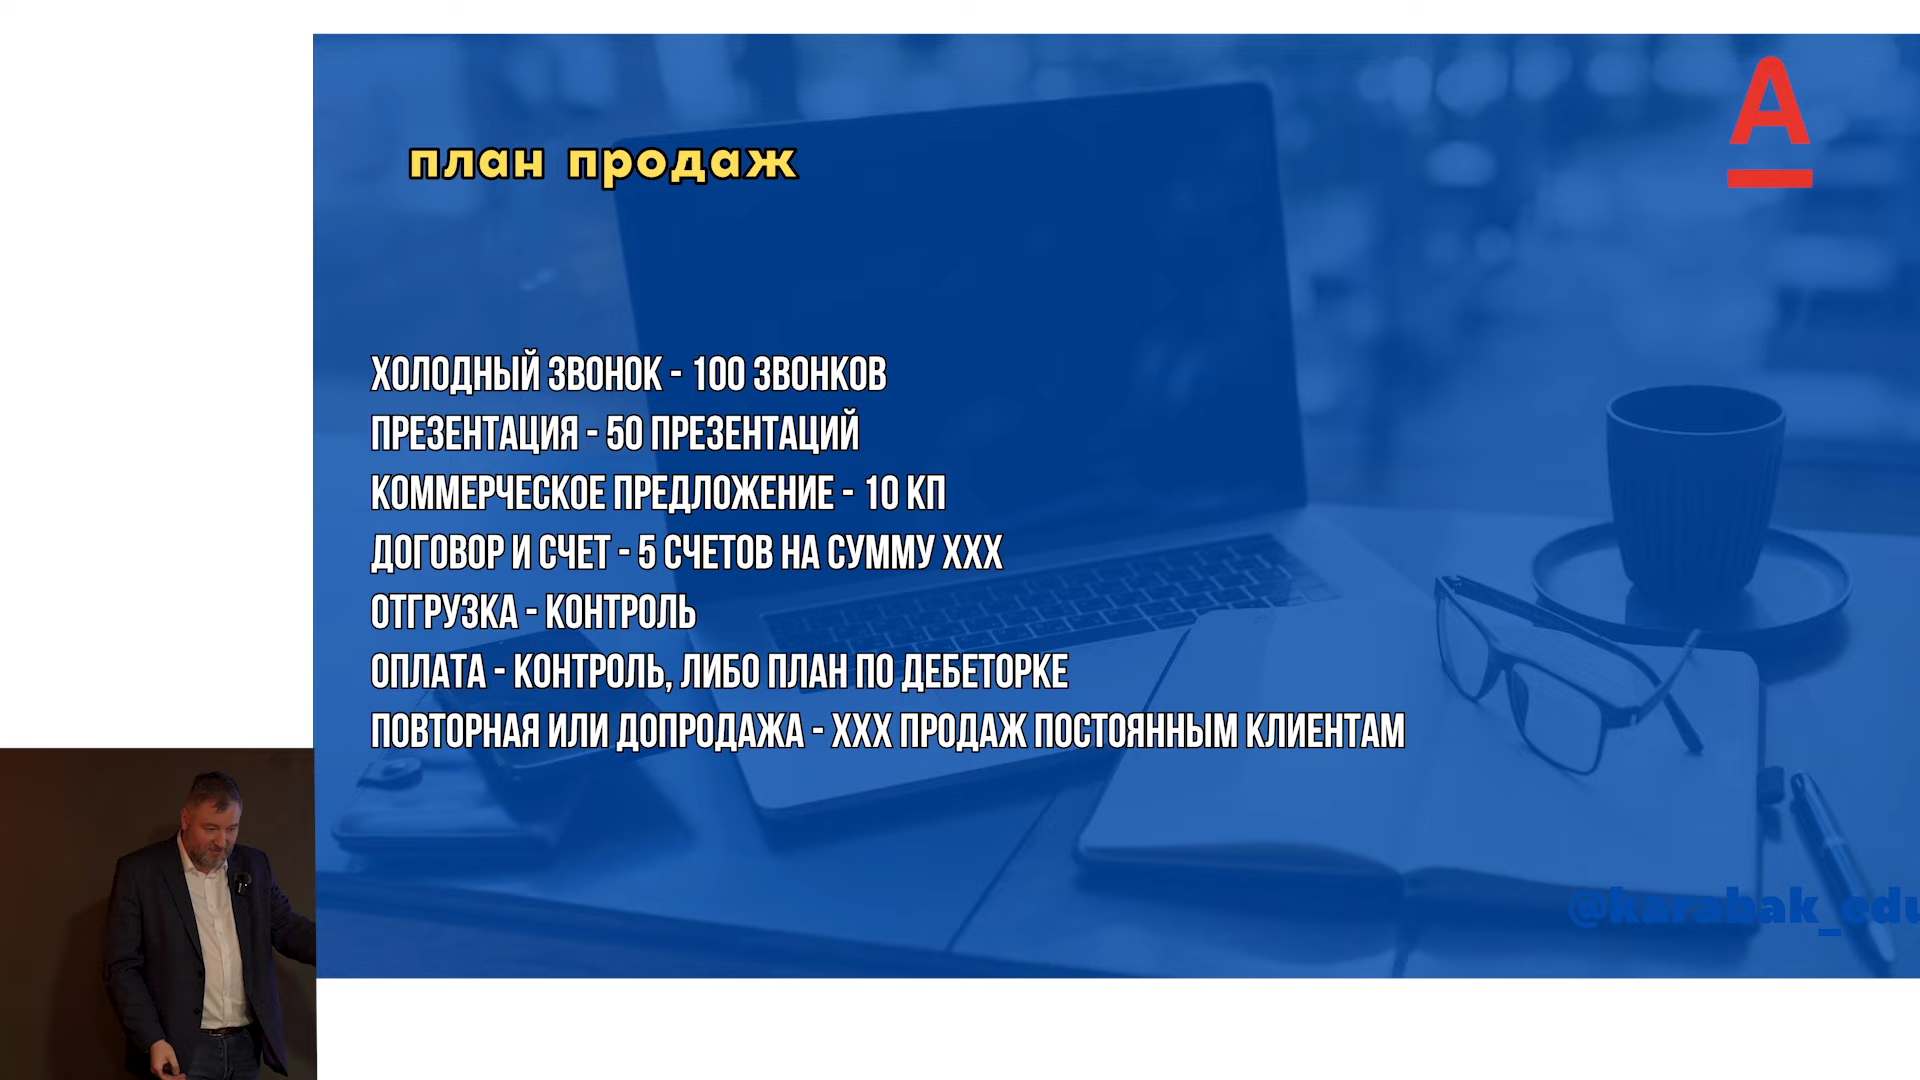 план продаж
А
ХОЛОДНЫЙ ЗВОНОК - 100 ЗВОНКОВ
ПРЕЗЕНТАЦИЯ - 50 ПРЕЗЕНТАЦИЙ
КОММЕРЧЕСКОЕ ПРЕДЛОЖЕНИЕ - 10 КП
ДОГОВОР И СЧЕТ - 5 СЧЕТОВ НА СУММУ ХХХ
ОТГРУЗКА - КОНТРОЛЬ
ОПЛАТА - КОНТРОЛЬ, ЛИБО ПЛАН ПО ДЕБЕТОРКЕ
ПОВТОРНАЯ ИЛИ ДОПРОДАЖА - ХХХ ПРОДАЖ ПОСТОЯННЫМ КЛИЕНТАМ
@karabak_edu